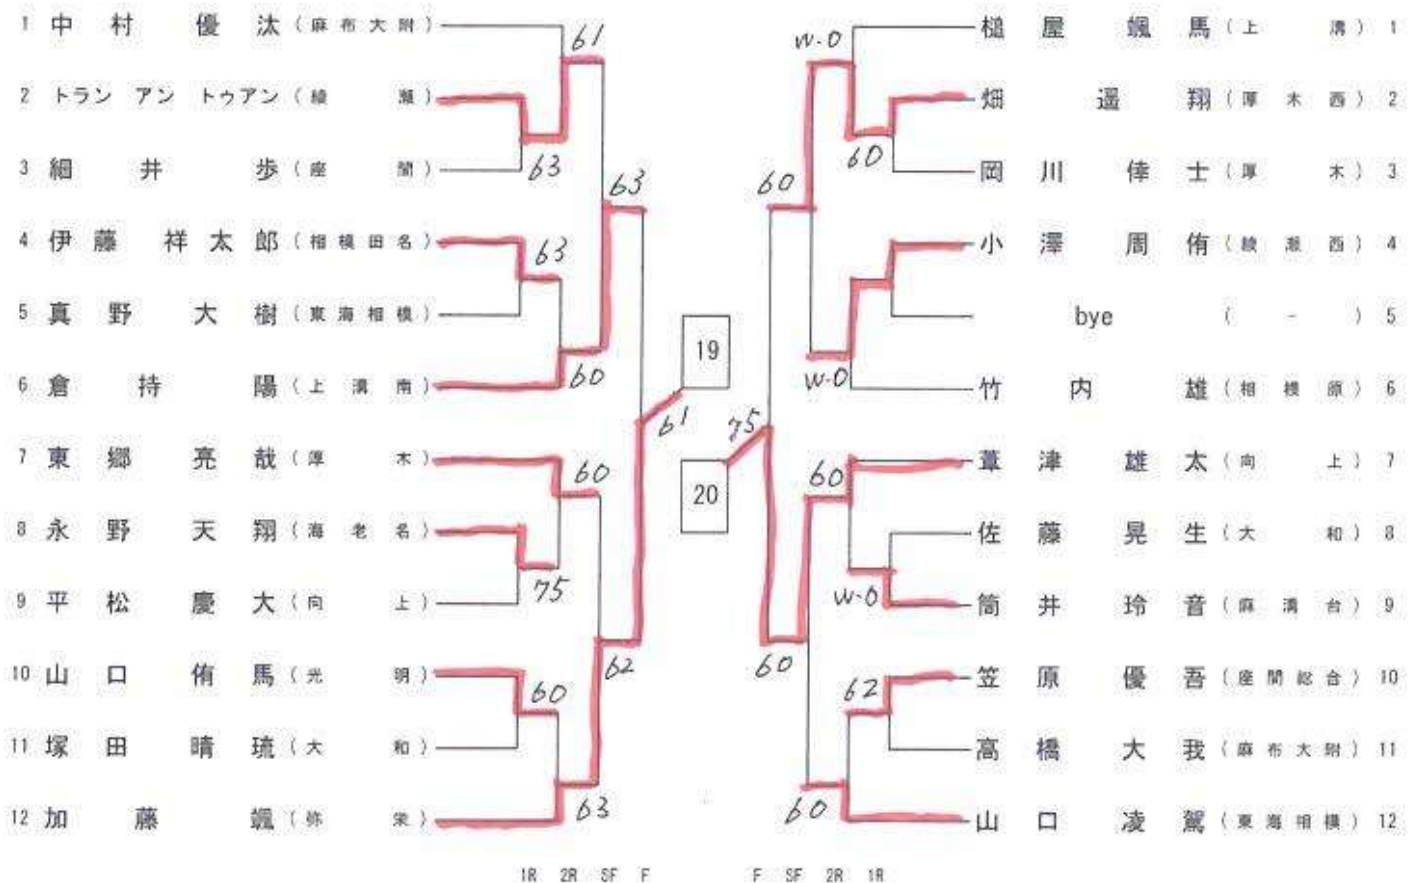 1 中村 優汰 (麻布大附)
2 トラン アン トゥアン (綾瀬)
3 細井 歩 (座間)
4 伊藤 祥太郎 (相模田名)
5 真野 大樹 (東海相模)
6 倉持 陽 (上溝南)
7 東郷 亮哉 (厚木)
8 永野 天翔 (海老名)
9 平松 慶大 (向上)
10 山口 侑馬 (光明)
11 塚田 晴琉 (大和)
12 加藤 颯 (弥栄)
61
63
63
63
60
60
75
60
62
63
61
19
20
75
1R 2R SF F
槌屋 颯馬 (上溝) 1
畑 遥翔 (厚木西) 2
岡川 倖士 (厚木) 3
小澤 周侑 (綾瀬西) 4
bye ( - ) 5
竹内 雄 (相模原) 6
葦津 雄太 (向上) 7
佐藤 晃生 (大和) 8
筒井 玲音 (麻溝台) 9
笠原 優吾 (座間総合) 10
高橋 大我 (麻布大附) 11
山口 凌駕 (東海相模) 12
W-0
60
60
W-0
60
W-0
60
62
60
F SF 2R 1R